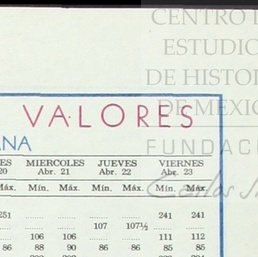 CENTRO
ESTUDIO
DE HISTO
DE MEXIC
FUNDAC
VALORES
ANA
ES MIERCOLES JUEVES VIERNES
20 Abr. 21 Abr. 22 Abr. 23
Máx. Mín. Máx. Mín. Máx. Mín. Máx.
251 241 241
107 107½
106 106 111 112
86 88 90 86 86 85 85